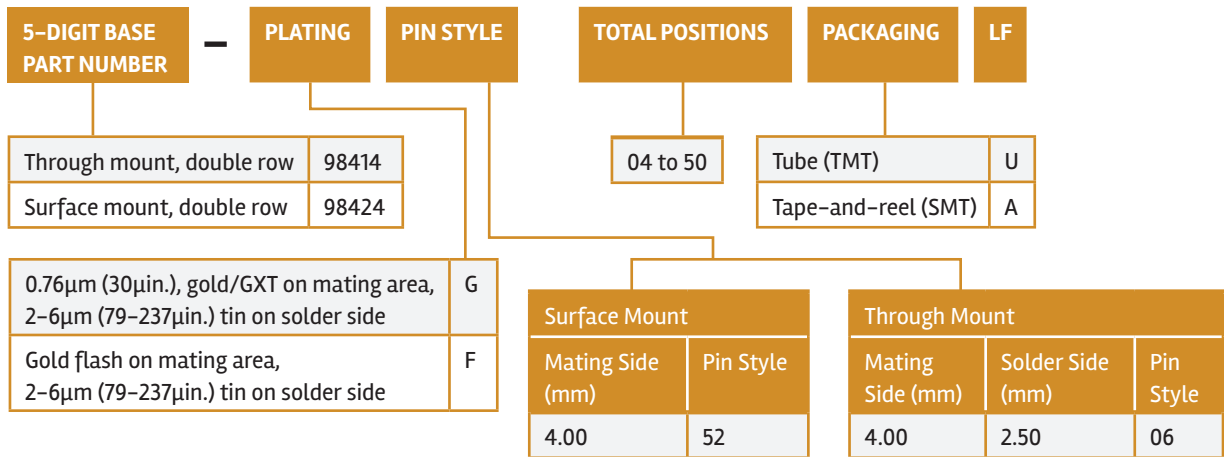 5-DIGIT BASE
PART NUMBER
–
PLATING
PIN STYLE
TOTAL POSITIONS
PACKAGING
LF
Through mount, double row 98414
Surface mount, double row 98424
04 to 50
Tube (TMT) U
Tape-and-reel (SMT) A
0.76µm (30µin.), gold/GXT on mating area, G
2-6µm (79-237µin.) tin on solder side
Gold flash on mating area, F
2-6µm (79-237µin.) tin on solder side
Surface Mount
Mating Side Pin Style
(mm)
4.00 52
Through Mount
Mating Solder Side Pin
Side (mm) (mm) Style
4.00 2.50 06